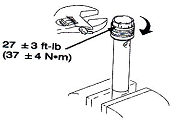 27 ± 3 ft-lb
(37 ± 4 N•m)